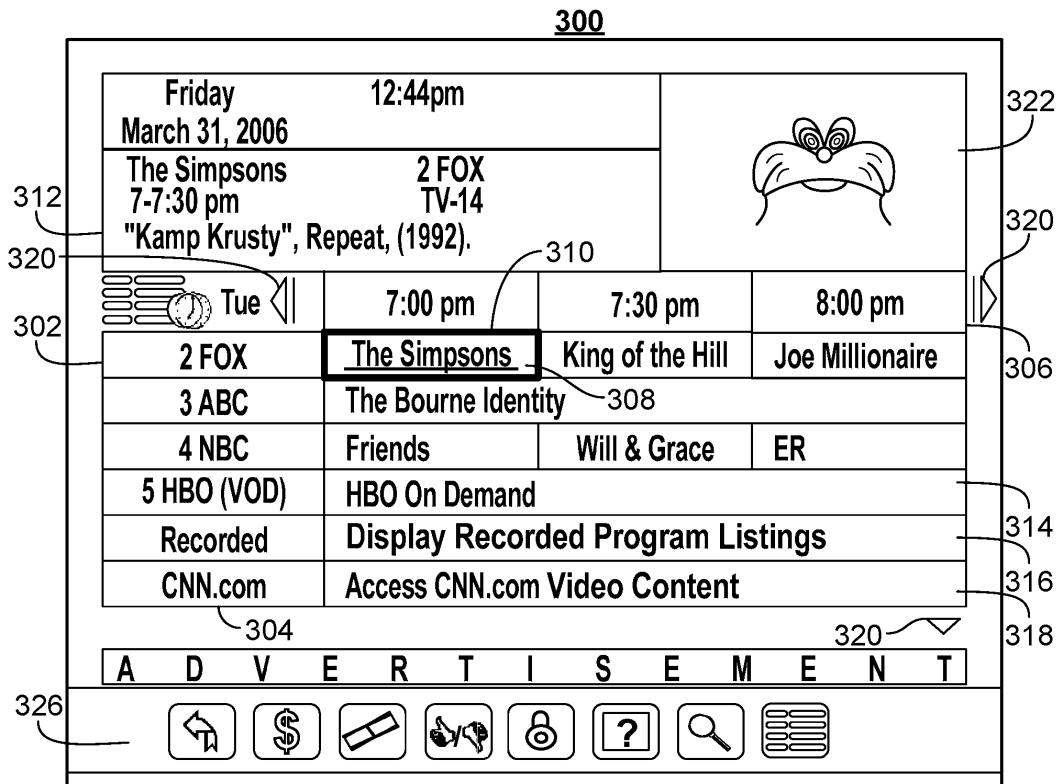 300
Friday 12:44pm
March 31, 2006
The Simpsons 2 FOX
7-7:30 pm TV-14
"Kamp Krusty", Repeat, (1992).
322
312
320
310
320
Tue 7:00 pm 7:30 pm 8:00 pm
302
306
2 FOX The Simpsons King of the Hill Joe Millionaire
3 ABC The Bourne Identity 308
4 NBC Friends Will & Grace ER
5 HBO (VOD) HBO On Demand
314
Recorded Display Recorded Program Listings
316
CNN.com Access CNN.com Video Content
318
304
320
A D V E R T I S E M E N T
326
$ ?